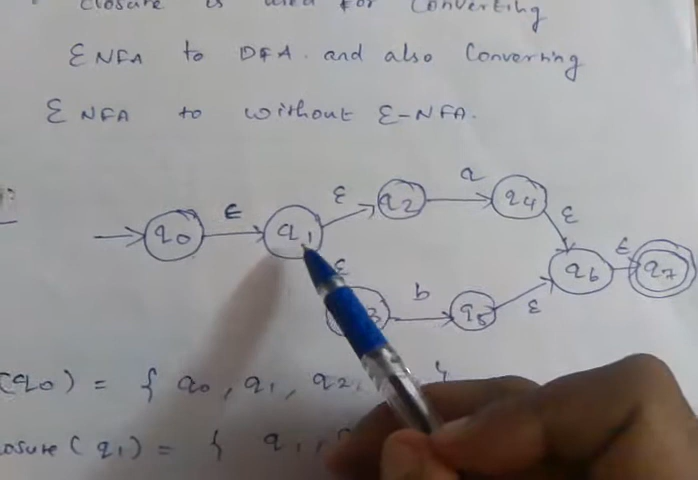 closure is used for converting
Ɛ NFA to DFA. and also Converting
Ɛ NFA to without Ɛ-NFA.
Ɛ a
q0 Ɛ q1 q2 q4 Ɛ
Ɛ b q5 Ɛ q6 Ɛ q7
(q0) = { q0, q1, q2,
osure (q1) = { q1,